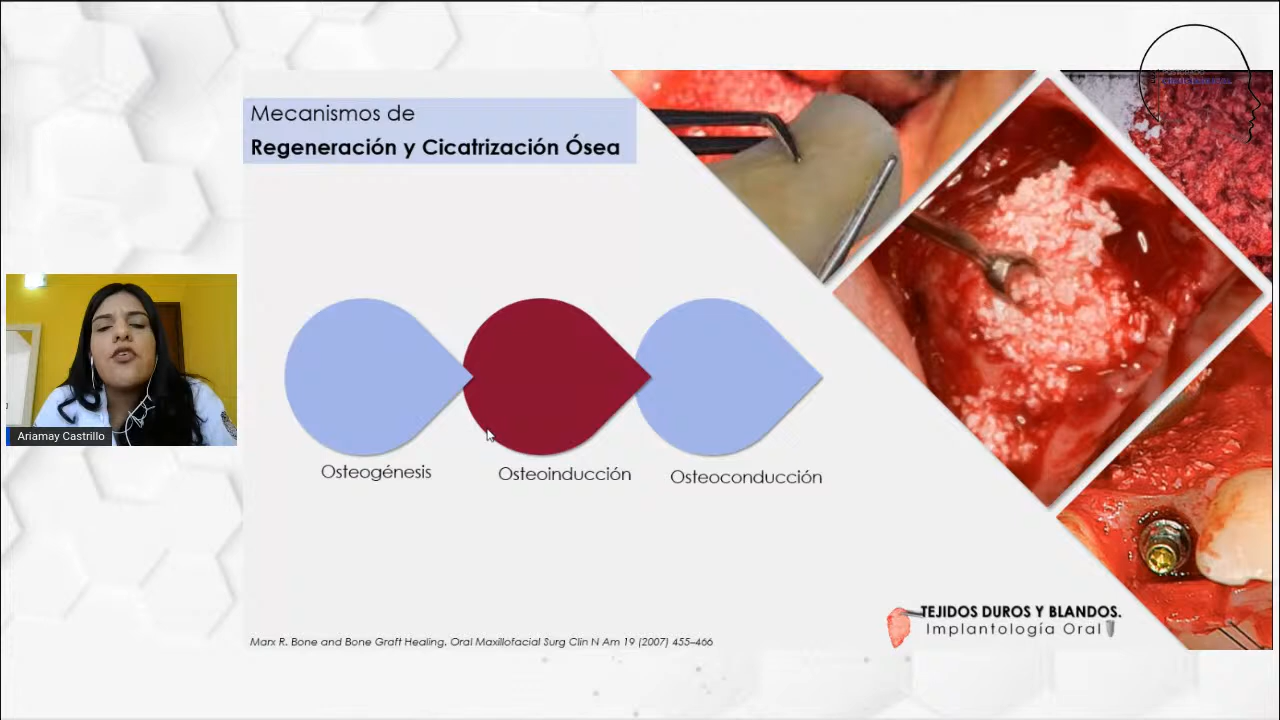 Mecanismos de
Regeneración y Cicatrización Ósea
Ariamay Castrillo
Osteogénesis
Osteoinducción
Osteoconducción
TEJIDOS DUROS Y BLANDOS.
Implantología Oral
Marx R. Bone and Bone Graft Healing. Oral Maxillofacial Surg Clin N Am 19 (2007) 455–466